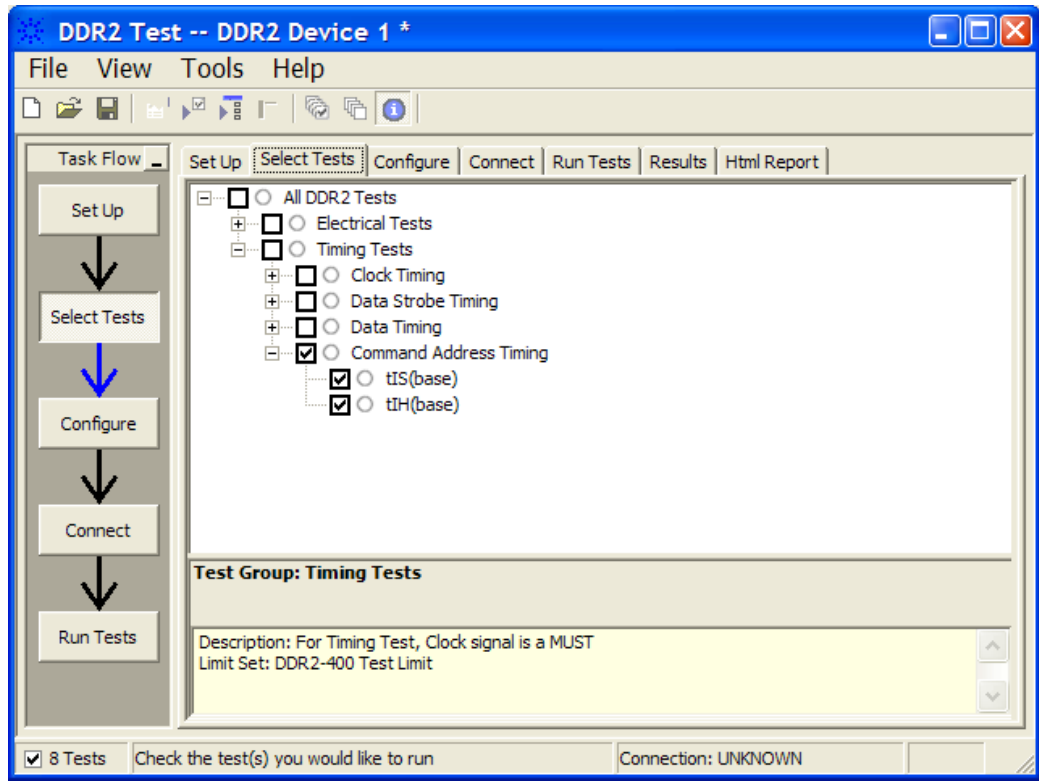 DDR2 Test -- DDR2 Device 1 *
File View Tools Help
Task Flow
Set Up
Select Tests
Configure
Connect
Run Tests
Set Up Select Tests Configure Connect Run Tests Results Html Report
All DDR2 Tests
Electrical Tests
Timing Tests
Clock Timing
Data Strobe Timing
Data Timing
Command Address Timing
tIS(base)
tIH(base)
Test Group: Timing Tests
Description: For Timing Test, Clock signal is a MUST
Limit Set: DDR2-400 Test Limit
8 Tests Check the test(s) you would like to run Connection: UNKNOWN